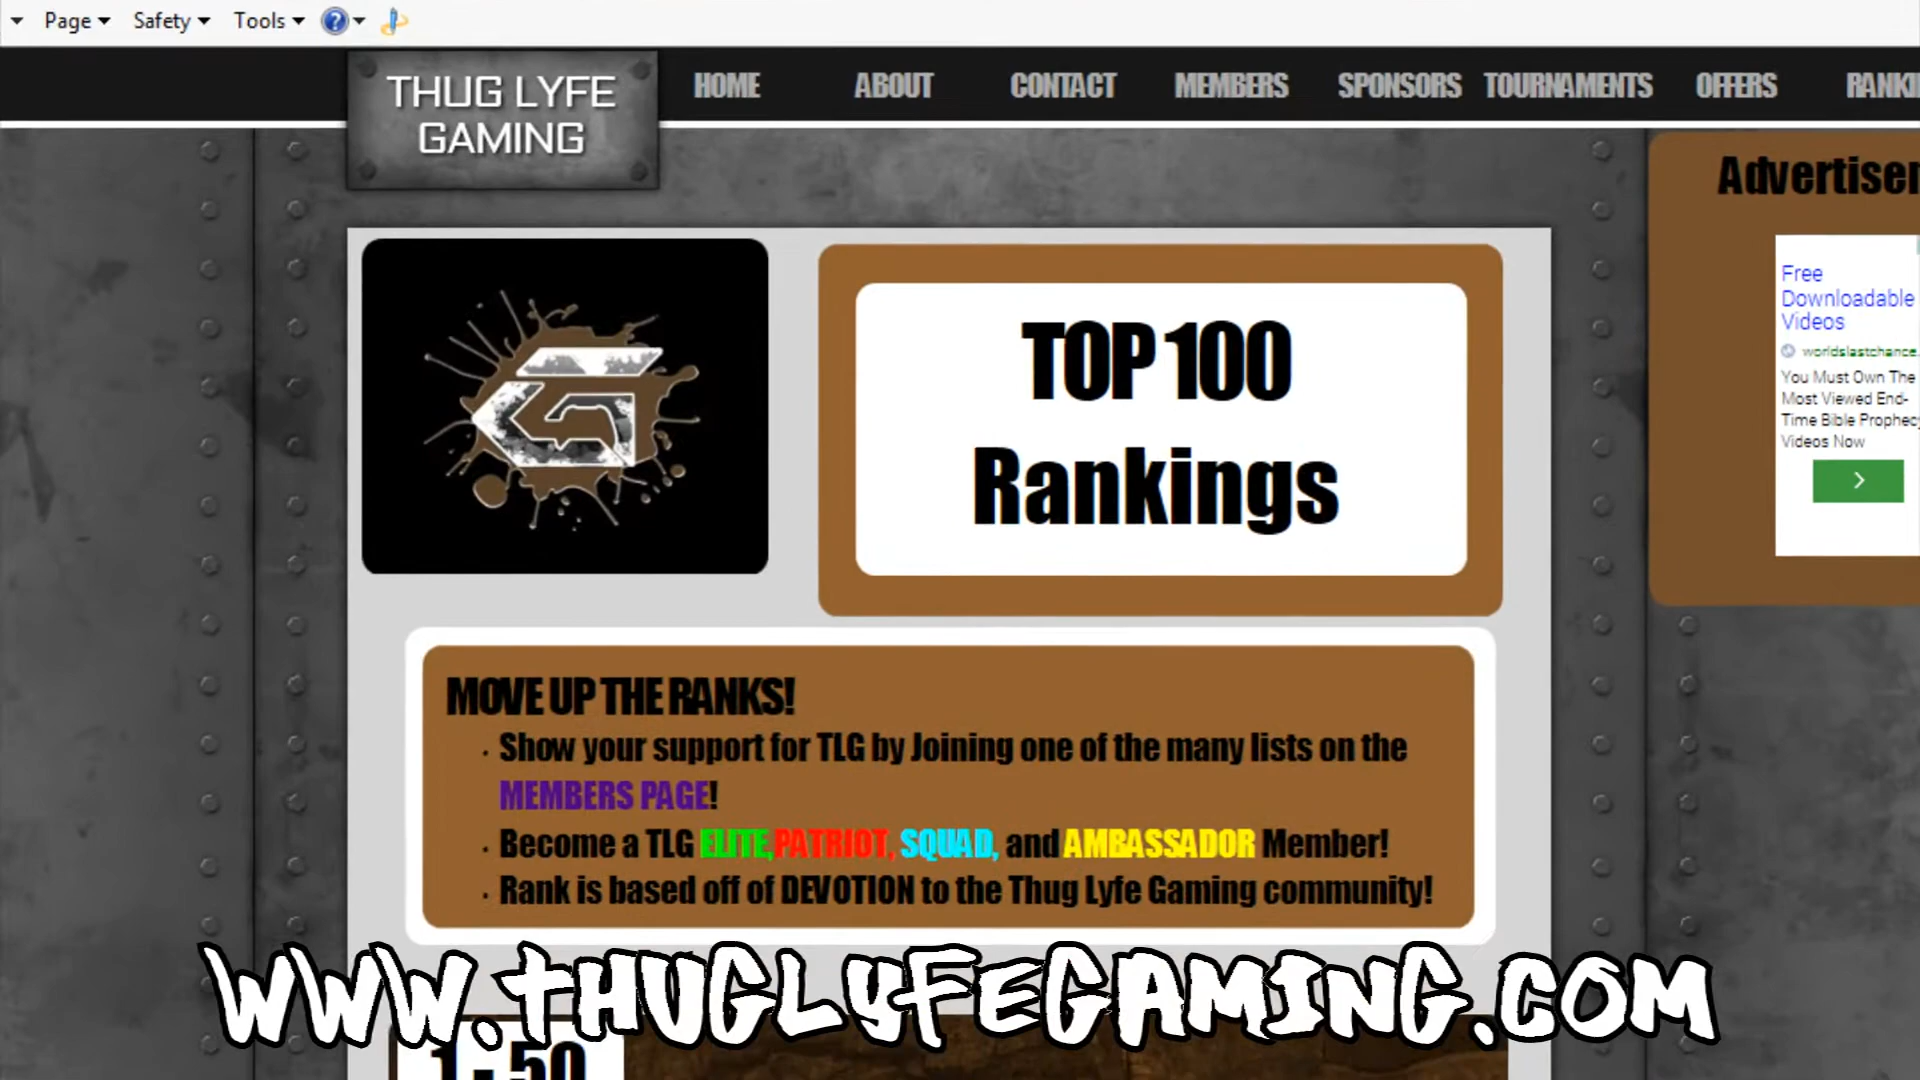 Page Safety Tools
THUG LYFE
GAMING
HOME ABOUT CONTACT MEMBERS SPONSORS TOURNAMENTS OFFERS
TOP 100
Rankings
Free
Downloadable
Videos
worldslastchance.
You Must Own The
Most Viewed End-
Time Bible Prophecy
Videos Now
MOVE UP THE RANKS!
· Show your support for TLG by Joining one of the many lists on the
MEMBERS PAGE!
· Become a TLG ELITE,PATRIOT, SQUAD, and AMBASSADOR Member!
· Rank is based off of DEVOTION to the Thug Lyfe Gaming community!
WWW.THUGLYFEGAMING.COM
1 - 50